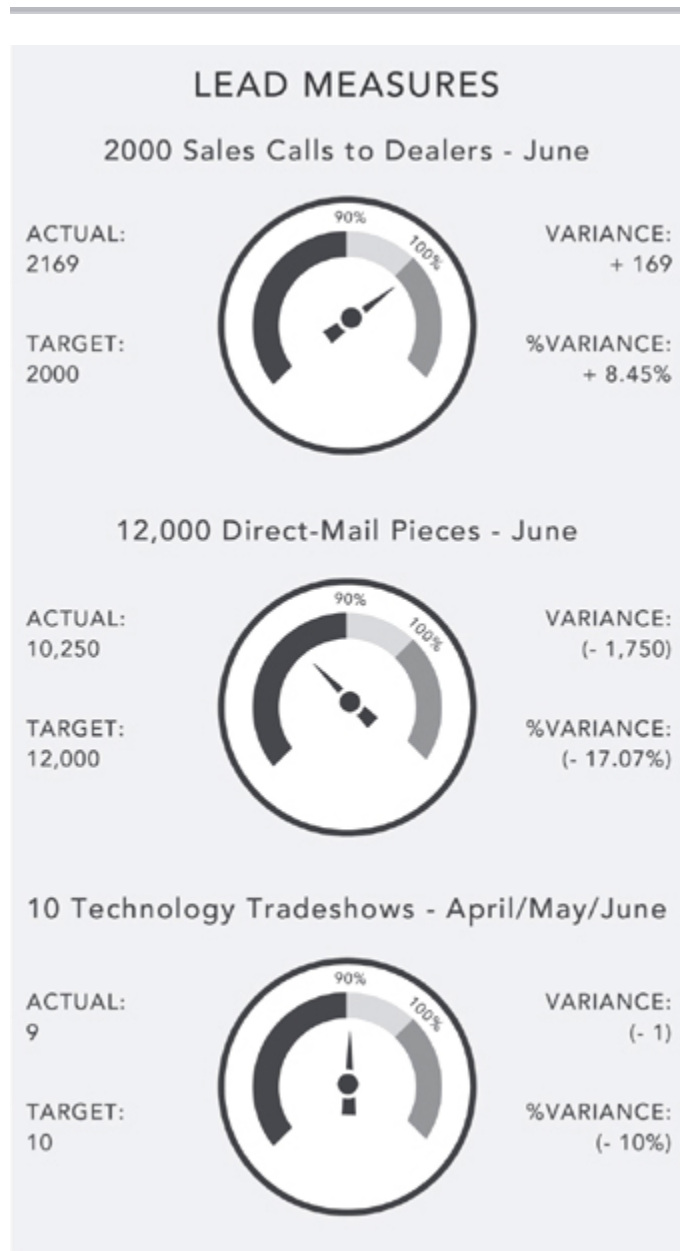 LEAD MEASURES
2000 Sales Calls to Dealers - June
ACTUAL:
2169
TARGET:
2000
90%
100%
VARIANCE:
+ 169
%VARIANCE:
+ 8.45%
12,000 Direct-Mail Pieces - June
ACTUAL:
10,250
TARGET:
12,000
90%
100%
VARIANCE:
(- 1,750)
%VARIANCE:
(- 17.07%)
10 Technology Tradeshows - April/May/June
ACTUAL:
9
TARGET:
10
90%
100%
VARIANCE:
(- 1)
%VARIANCE:
(- 10%)